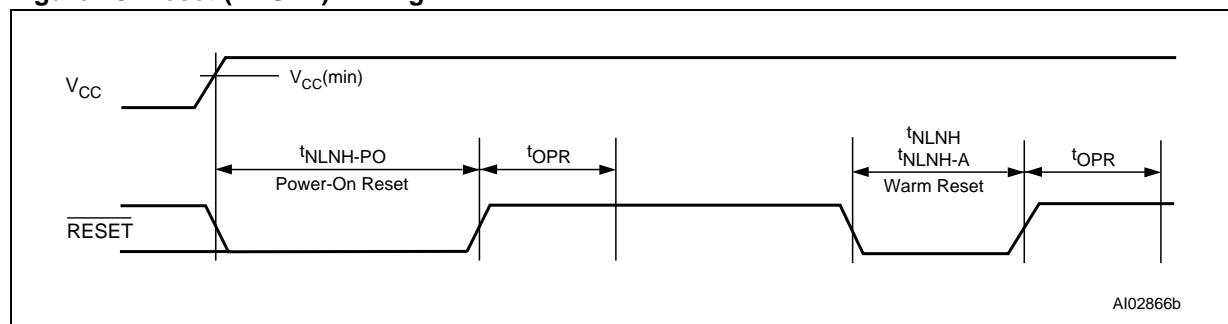 V_CC
V_CC(min)
t_NLNH-PO
Power-On Reset
t_OPR
t_NLNH
t_NLNH-A
Warm Reset
t_OPR
RESET
AI02866b